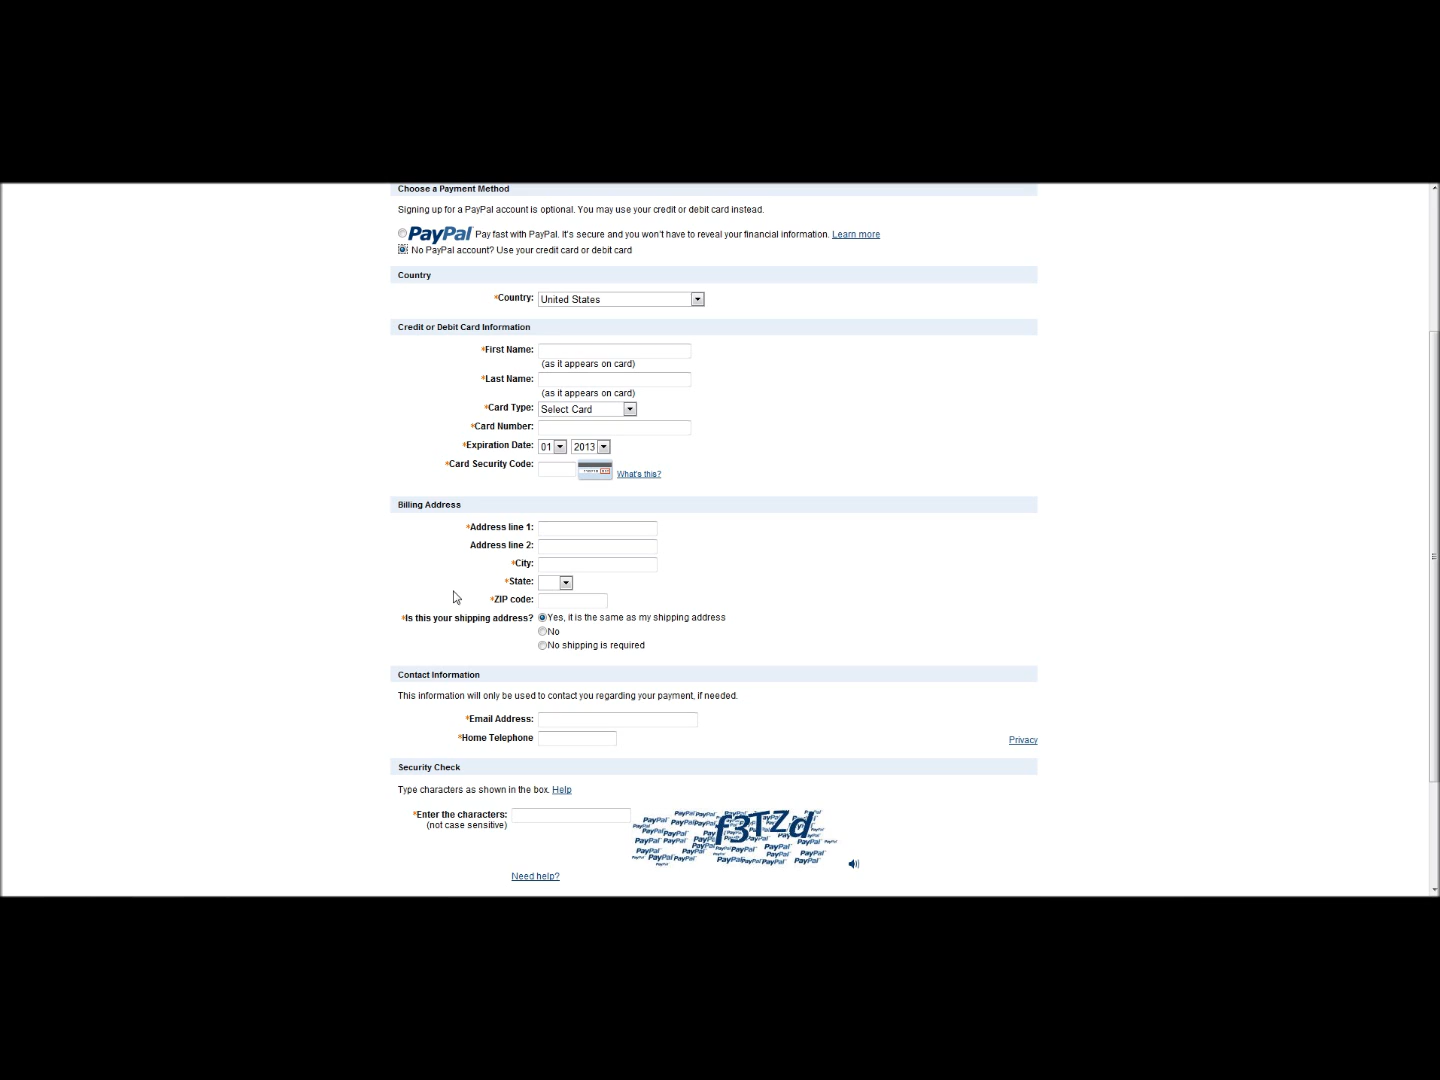 Choose a Payment Method
Signing up for a PayPal account is optional. You may use your credit or debit card instead.
PayPal Pay fast with PayPal. It's secure and you won't have to reveal your financial information. Learn more
No PayPal account? Use your credit card or debit card
Country
*Country: United States
Credit or Debit Card Information
*First Name:
(as it appears on card)
*Last Name:
(as it appears on card)
*Card Type: Select Card
*Card Number:
*Expiration Date: 01 2013
*Card Security Code: What's this?
Billing Address
*Address line 1:
Address line 2:
*City:
*State:
*ZIP code:
*Is this your shipping address? Yes, it is the same as my shipping address
No
No shipping is required
Contact Information
This information will only be used to contact you regarding your payment, if needed.
*Email Address:
*Home Telephone
Privacy
Security Check
Type characters as shown in the box. Help
*Enter the characters: f3TZd
(not case sensitive)
Need help?